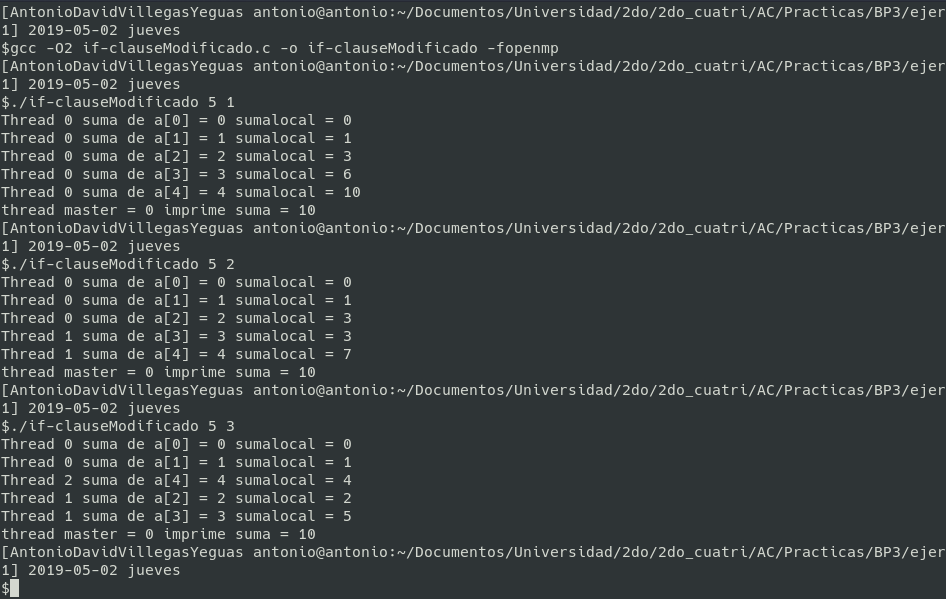 [AntonioDavidVillegasYeguas antonio@antonio:~/Documentos/Universidad/2do/2do_cuatri/AC/Practicas/BP3/ejer
1] 2019-05-02 jueves
$gcc -O2 if-clauseModificado.c -o if-clauseModificado -fopenmp
[AntonioDavidVillegasYeguas antonio@antonio:~/Documentos/Universidad/2do/2do_cuatri/AC/Practicas/BP3/ejer
1] 2019-05-02 jueves
$./if-clauseModificado 5 1
Thread 0 suma de a[0] = 0 sumalocal = 0
Thread 0 suma de a[1] = 1 sumalocal = 1
Thread 0 suma de a[2] = 2 sumalocal = 3
Thread 0 suma de a[3] = 3 sumalocal = 6
Thread 0 suma de a[4] = 4 sumalocal = 10
thread master = 0 imprime suma = 10
[AntonioDavidVillegasYeguas antonio@antonio:~/Documentos/Universidad/2do/2do_cuatri/AC/Practicas/BP3/ejer
1] 2019-05-02 jueves
$./if-clauseModificado 5 2
Thread 0 suma de a[0] = 0 sumalocal = 0
Thread 0 suma de a[1] = 1 sumalocal = 1
Thread 0 suma de a[2] = 2 sumalocal = 3
Thread 1 suma de a[3] = 3 sumalocal = 3
Thread 1 suma de a[4] = 4 sumalocal = 7
thread master = 0 imprime suma = 10
[AntonioDavidVillegasYeguas antonio@antonio:~/Documentos/Universidad/2do/2do_cuatri/AC/Practicas/BP3/ejer
1] 2019-05-02 jueves
$./if-clauseModificado 5 3
Thread 0 suma de a[0] = 0 sumalocal = 0
Thread 0 suma de a[1] = 1 sumalocal = 1
Thread 2 suma de a[4] = 4 sumalocal = 4
Thread 1 suma de a[2] = 2 sumalocal = 2
Thread 1 suma de a[3] = 3 sumalocal = 5
thread master = 0 imprime suma = 10
[AntonioDavidVillegasYeguas antonio@antonio:~/Documentos/Universidad/2do/2do_cuatri/AC/Practicas/BP3/ejer
1] 2019-05-02 jueves
$